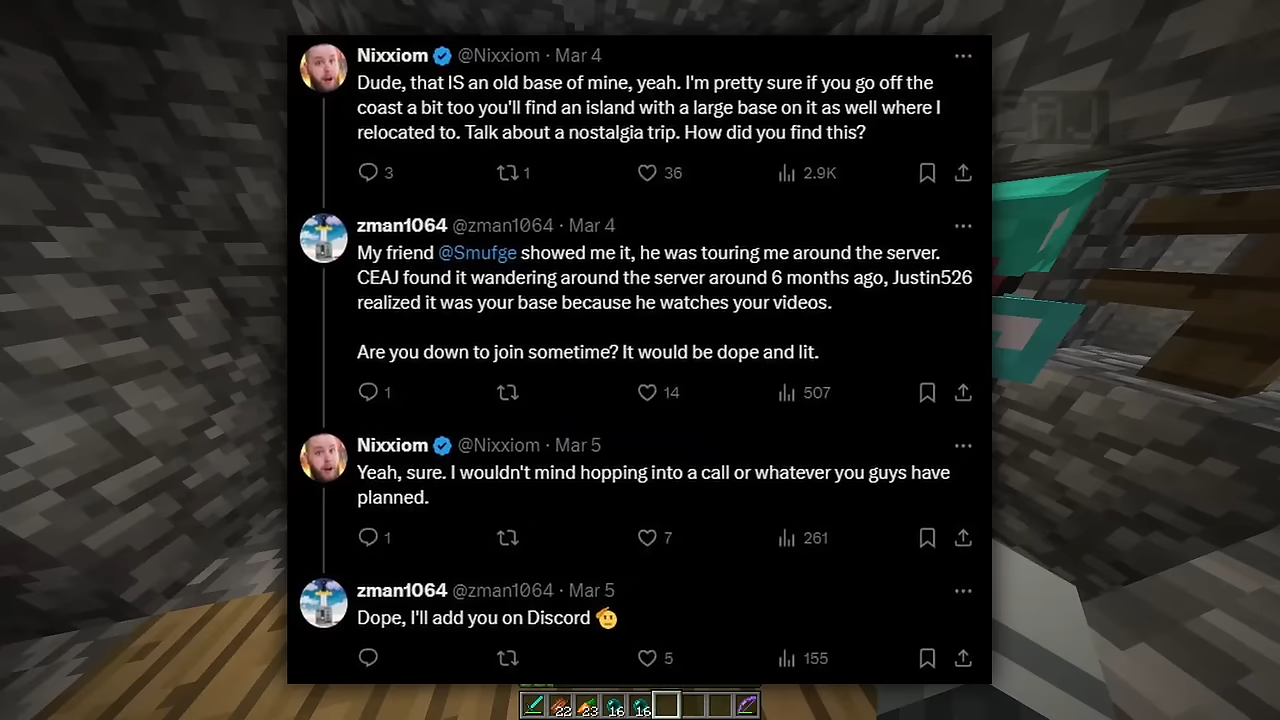 Nixxiom @Nixxiom · Mar 4
Dude, that IS an old base of mine, yeah. I'm pretty sure if you go off the
coast a bit too you'll find an island with a large base on it as well where I
relocated to. Talk about a nostalgia trip. How did you find this?
3 1 36 2.9K
zman1064 @zman1064 · Mar 4
My friend @Smufge showed me it, he was touring me around the server.
CEAJ found it wandering around the server around 6 months ago, Justin526
realized it was your base because he watches your videos.
Are you down to join sometime? It would be dope and lit.
1 14 507
Nixxiom @Nixxiom · Mar 5
Yeah, sure. I wouldn't mind hopping into a call or whatever you guys have
planned.
1 7 261
zman1064 @zman1064 · Mar 5
Dope, I'll add you on Discord 🫡
5 155
22 23 16 16